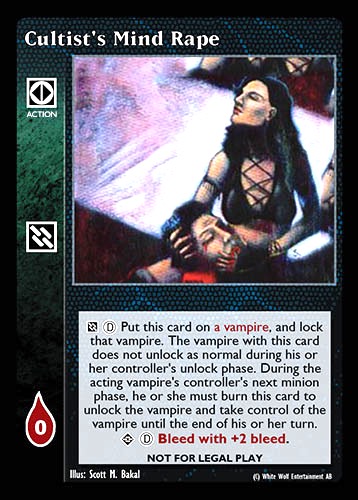 Cultist's Mind Rape
ACTION
D Put this card on a vampire, and lock
that vampire. The vampire with this card
does not unlock as normal during his or
her controller's unlock phase. During the
acting vampire's controller's next minion
phase, he or she must burn this card to
unlock the vampire and take control of the
vampire until the end of his or her turn.
D Bleed with +2 bleed.
NOT FOR LEGAL PLAY
0
Illus: Scott M. Bakal
(C) White Wolf Entertainment AB